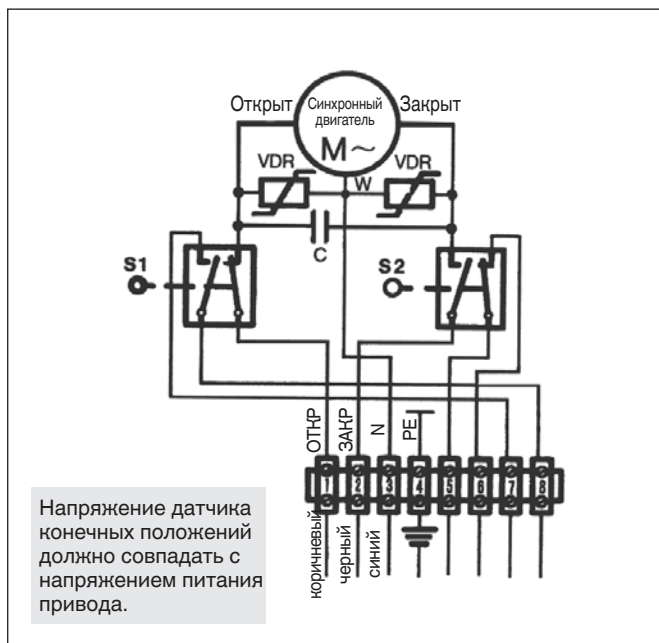 Открыт
Синхронный
двигатель
M~
Закрыт
VDR
VDR
W
C
S1
S2
ОТКР
ЗАКР
N
PE
1
2
3
4
5
6
7
8
коричневый
черный
синий
Напряжение датчика
конечных положений
должно совпадать с
напряжением питания
привода.